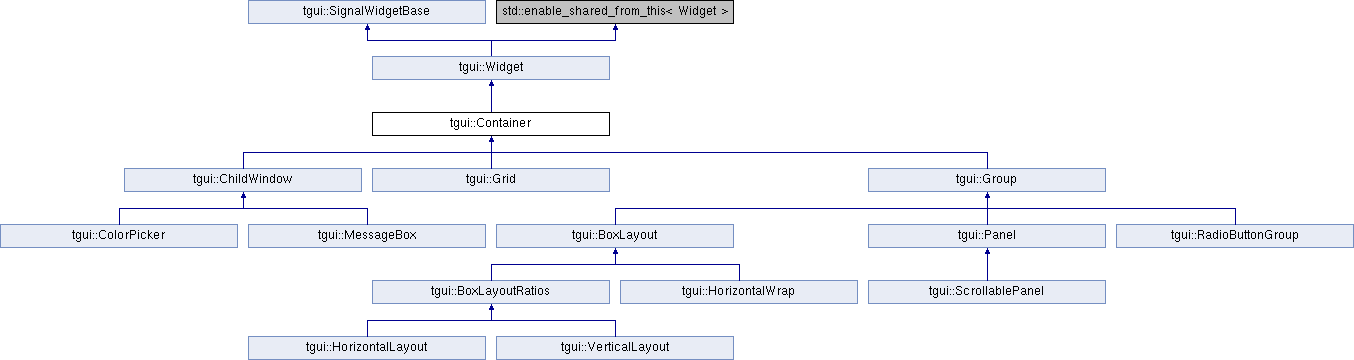 tgui::SignalWidgetBase
std::enable_shared_from_this< Widget >
tgui::Widget
tgui::Container
tgui::ChildWindow
tgui::Grid
tgui::Group
tgui::ColorPicker
tgui::MessageBox
tgui::BoxLayout
tgui::Panel
tgui::RadioButtonGroup
tgui::BoxLayoutRatios
tgui::HorizontalWrap
tgui::ScrollablePanel
tgui::HorizontalLayout
tgui::VerticalLayout